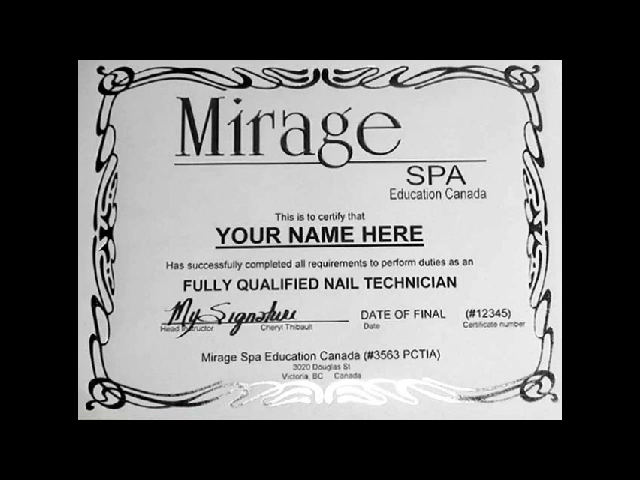 Mirage
SPA
Education Canada
This is to certify that
YOUR NAME HERE
Has successfully completed all requirements to perform duties as an
FULLY QUALIFIED NAIL TECHNICIAN
My Signature DATE OF FINAL (#12345)
Head Instructor Cheryl Thibault Date Certificate number
Mirage Spa Education Canada (#3563 PCTIA)
3020 Douglas St
Victoria, BC Canada